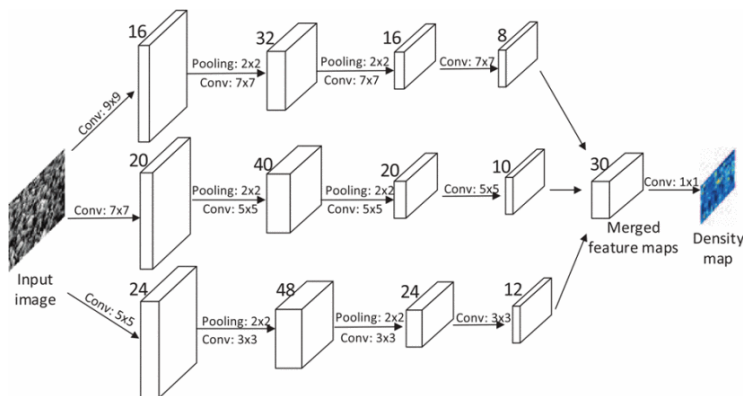 16
Pooling: 2x2
Conv: 7x7
32
Pooling: 2x2
Conv: 7x7
16
Conv: 7x7
8
Conv: 9x9
20
Pooling: 2x2
Conv: 5x5
40
Pooling: 2x2
Conv: 5x5
20
Conv: 5x5
10
30
Conv: 1x1
Conv: 7x7
Merged
feature maps
Density
map
Input
image
Conv: 5x5
24
Pooling: 2x2
Conv: 3x3
48
Pooling: 2x2
Conv: 3x3
24
Conv: 3x3
12